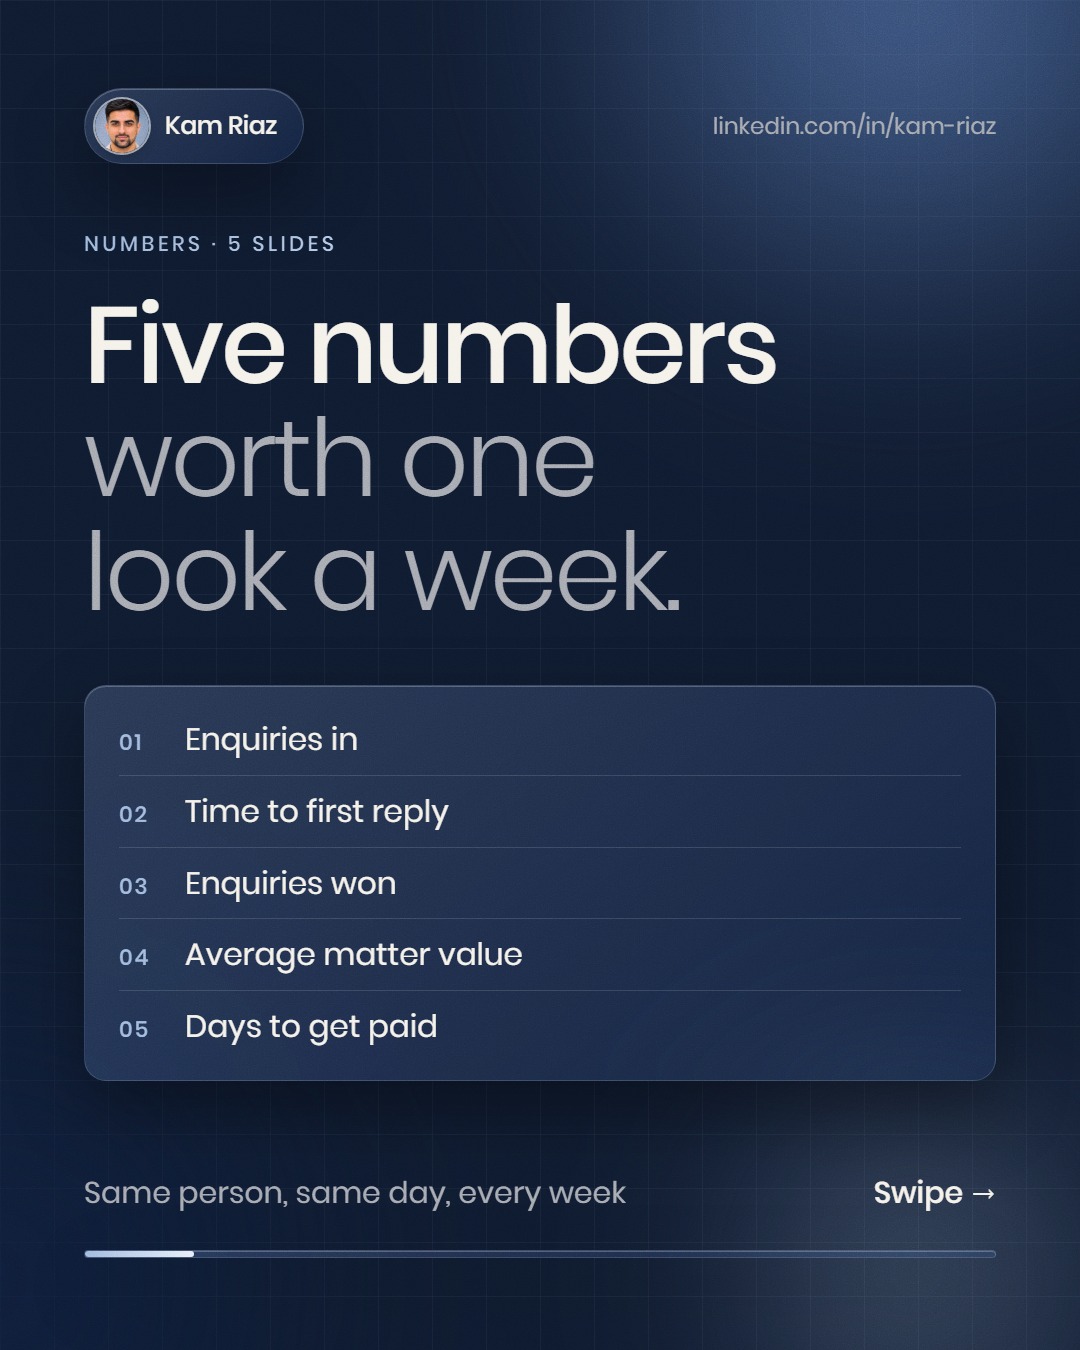 Kam Riaz
linkedin.com/in/kam-riaz
NUMBERS · 5 SLIDES
Five numbers
worth one
look a week.
01 Enquiries in
02 Time to first reply
03 Enquiries won
04 Average matter value
05 Days to get paid
Same person, same day, every week
Swipe →